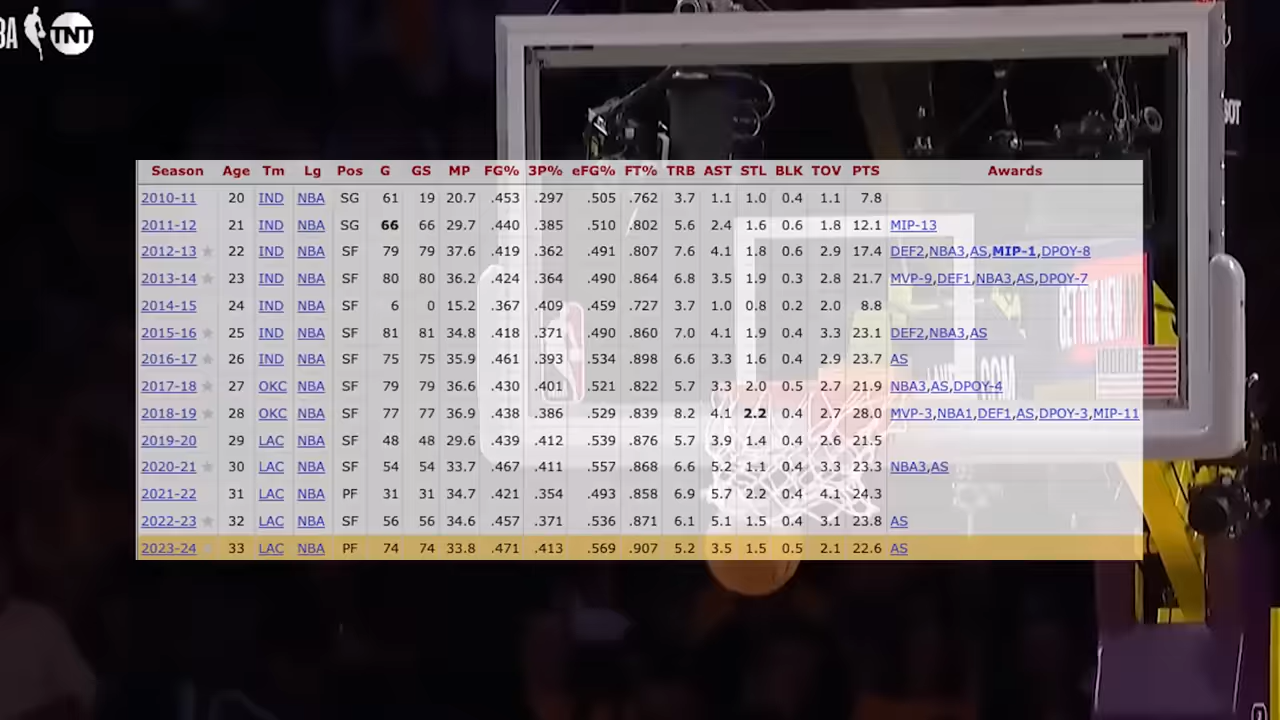 BA TNT
Season Age Tm Lg Pos G GS MP FG% 3P% eFG% FT% TRB AST STL BLK TOV PTS Awards
2010-11 20 IND NBA SG 61 19 20.7 .453 .297 .505 .762 3.7 1.1 1.0 0.4 1.1 7.8
2011-12 21 IND NBA SG 66 66 29.7 .440 .385 .510 .802 5.6 2.4 1.6 0.6 1.8 12.1 MIP-13
2012-13 ★ 22 IND NBA SF 79 79 37.6 .419 .362 .491 .807 7.6 4.1 1.8 0.6 2.9 17.4 DEF2,NBA3,AS,MIP-1,DPOY-8
2013-14 ★ 23 IND NBA SF 80 80 36.2 .424 .364 .490 .864 6.8 3.5 1.9 0.3 2.8 21.7 MVP-9,DEF1,NBA3,AS,DPOY-7
2014-15 24 IND NBA SF 6 0 15.2 .367 .409 .459 .727 3.7 1.0 0.8 0.2 2.0 8.8
2015-16 ★ 25 IND NBA SF 81 81 34.8 .418 .371 .490 .860 7.0 4.1 1.9 0.4 3.3 23.1 DEF2,NBA3,AS
2016-17 ★ 26 IND NBA SF 75 75 35.9 .461 .393 .534 .898 6.6 3.3 1.6 0.4 2.9 23.7 AS
2017-18 ★ 27 OKC NBA SF 79 79 36.6 .430 .401 .521 .822 5.7 3.3 2.0 0.5 2.7 21.9 NBA3,AS,DPOY-4
2018-19 ★ 28 OKC NBA SF 77 77 36.9 .438 .386 .529 .839 8.2 4.1 2.2 0.4 2.7 28.0 MVP-3,NBA1,DEF1,AS,DPOY-3,MIP-11
2019-20 29 LAC NBA SF 48 48 29.6 .439 .412 .539 .876 5.7 3.9 1.4 0.4 2.6 21.5
2020-21 ★ 30 LAC NBA SF 54 54 33.7 .467 .411 .557 .868 6.6 5.2 1.1 0.4 3.3 23.3 NBA3,AS
2021-22 31 LAC NBA PF 31 31 34.7 .421 .354 .493 .858 6.9 5.7 2.2 0.4 4.1 24.3
2022-23 ★ 32 LAC NBA SF 56 56 34.6 .457 .371 .536 .871 6.1 5.1 1.5 0.4 3.1 23.8 AS
2023-24 ★ 33 LAC NBA PF 74 74 33.8 .471 .413 .569 .907 5.2 3.5 1.5 0.5 2.1 22.6 AS